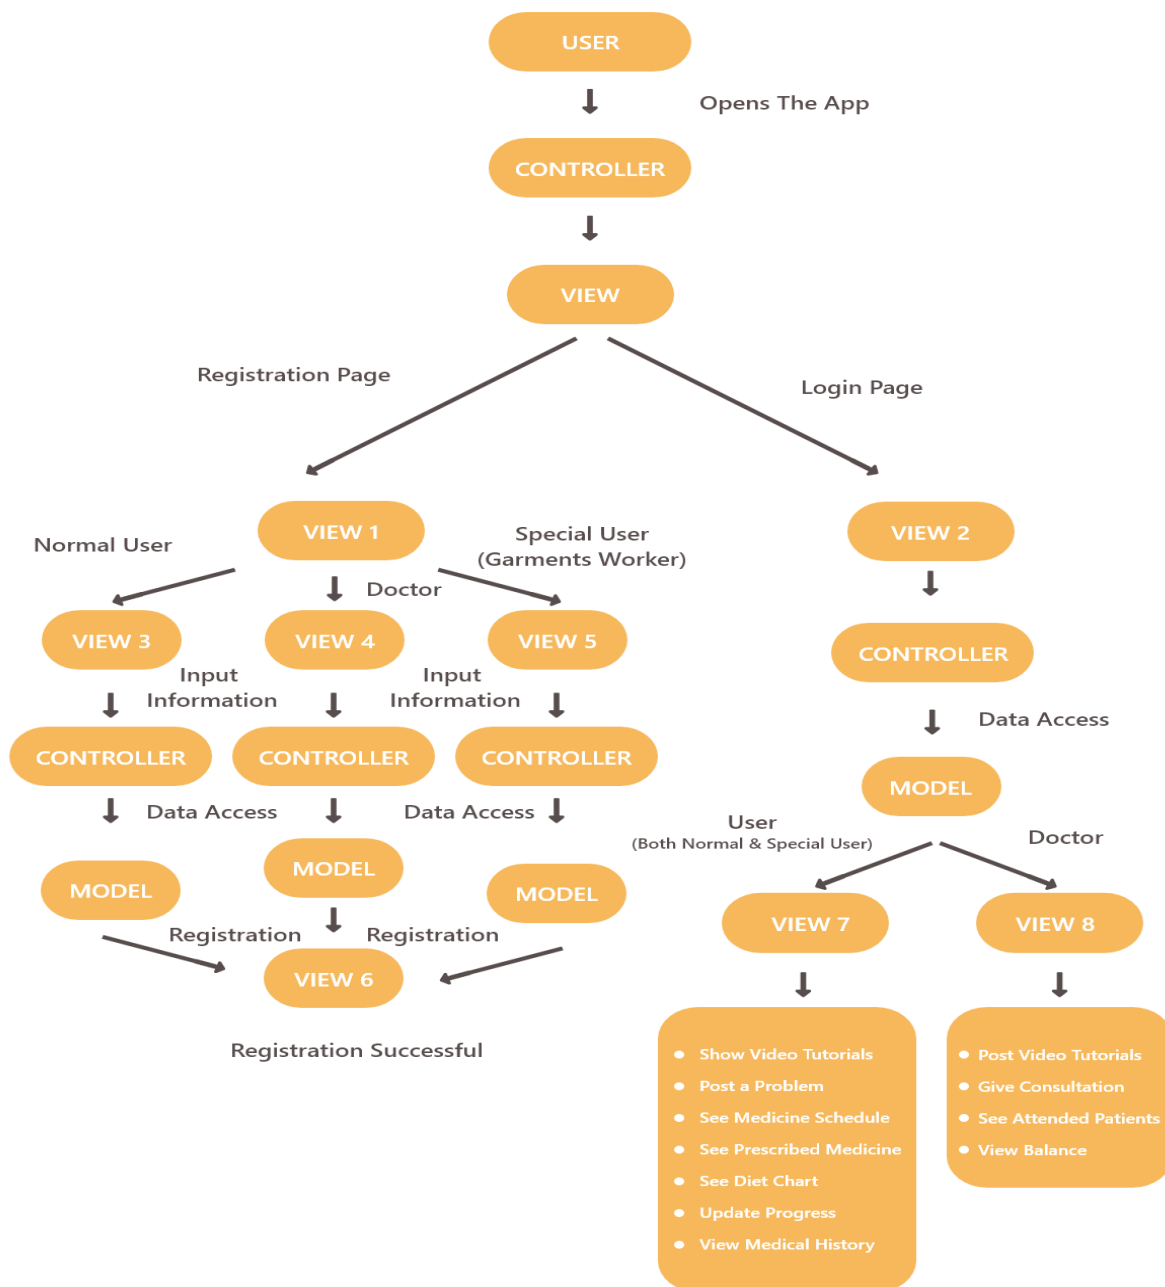 USER
Opens The App
CONTROLLER
VIEW
Registration Page
Login Page
VIEW 1
VIEW 2
Normal User
Special User
(Garments Worker)
Doctor
VIEW 3
VIEW 4
VIEW 5
CONTROLLER
Input
Information
Input
Information
CONTROLLER
CONTROLLER
CONTROLLER
Data Access
MODEL
Data Access
Data Access
User
(Both Normal & Special User)
Doctor
MODEL
MODEL
MODEL
VIEW 7
VIEW 8
Registration
Registration
VIEW 6
Registration Successful
• Show Video Tutorials
• Post a Problem
• See Medicine Schedule
• See Prescribed Medicine
• See Diet Chart
• Update Progress
• View Medical History
• Post Video Tutorials
• Give Consultation
• See Attended Patients
• View Balance